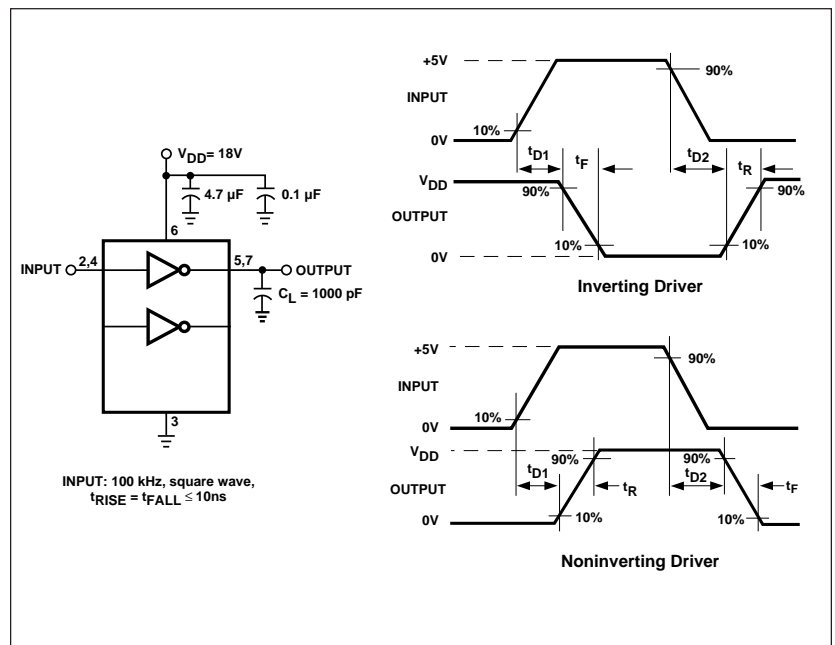 V_DD = 18V
4.7 µF
0.1 µF
6
INPUT
2,4
5,7
OUTPUT
C_L = 1000 pF
3
INPUT: 100 kHz, square wave,
t_RISE = t_FALL ≤ 10ns
+5V
INPUT
90%
10%
0V
t_D1
t_F
t_D2
t_R
V_DD
90%
90%
OUTPUT
10%
10%
0V
Inverting Driver
+5V
INPUT
90%
10%
0V
V_DD
t_D1
90%
t_R
90%
t_D2
t_F
OUTPUT
10%
10%
0V
Noninverting Driver